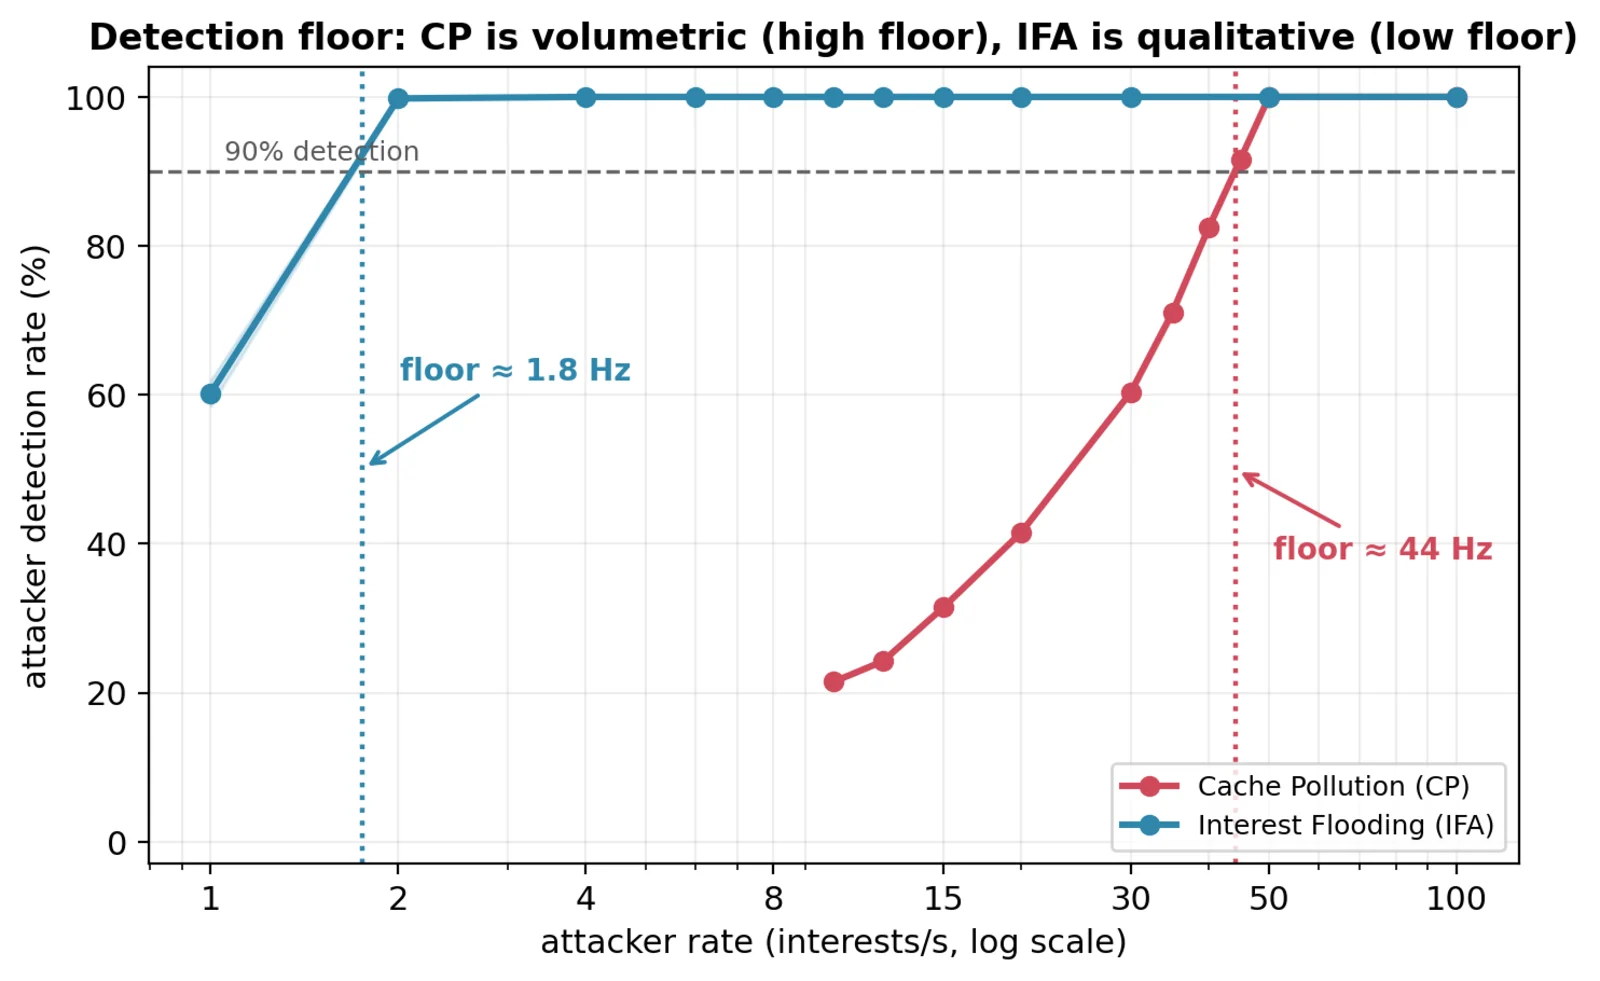 Detection floor: CP is volumetric (high floor), IFA is qualitative (low floor)
attacker detection rate (%)
100
80
60
40
20
0
90% detection
floor ≈ 1.8 Hz
floor ≈ 44 Hz
Cache Pollution (CP)
Interest Flooding (IFA)
1 2 4 8 15 30 50 100
attacker rate (interests/s, log scale)